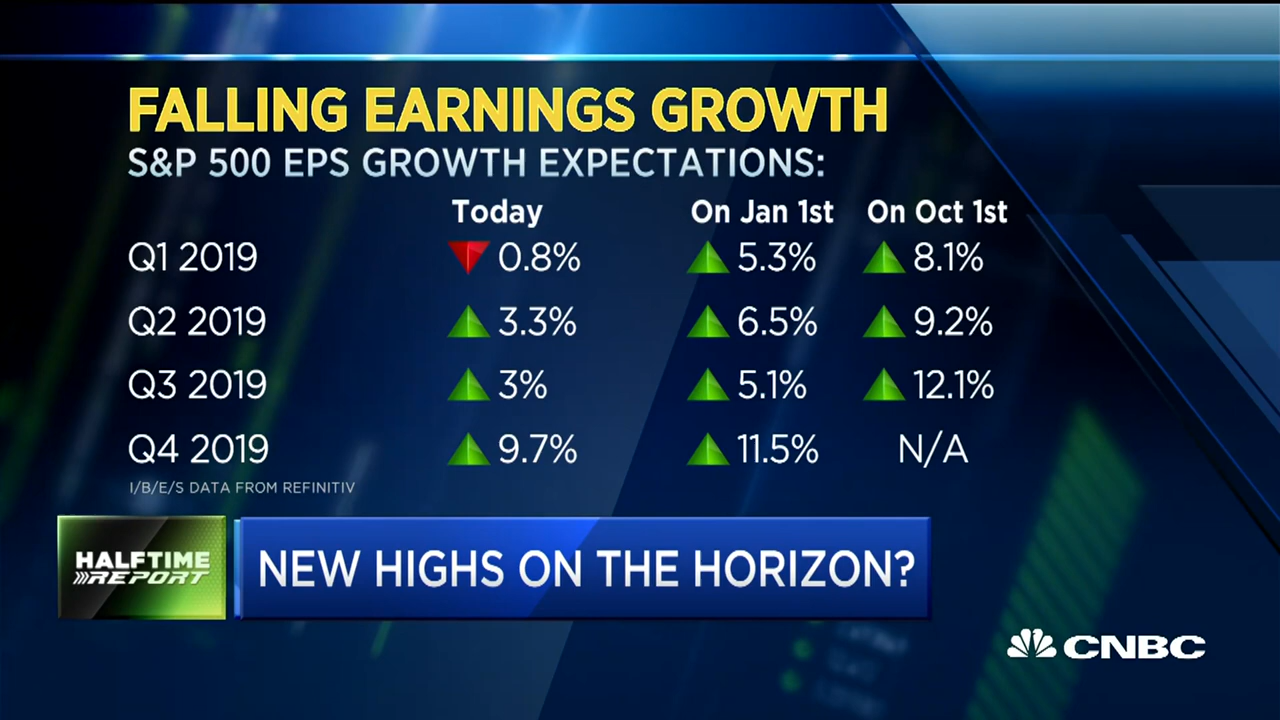 FALLING EARNINGS GROWTH
S&P 500 EPS GROWTH EXPECTATIONS:
Today On Jan 1st On Oct 1st
Q1 2019 0.8% 5.3% 8.1%
Q2 2019 3.3% 6.5% 9.2%
Q3 2019 3% 5.1% 12.1%
Q4 2019 9.7% 11.5% N/A
I/B/E/S DATA FROM REFINITIV
HALFTIME
REPORT
NEW HIGHS ON THE HORIZON?
CNBC